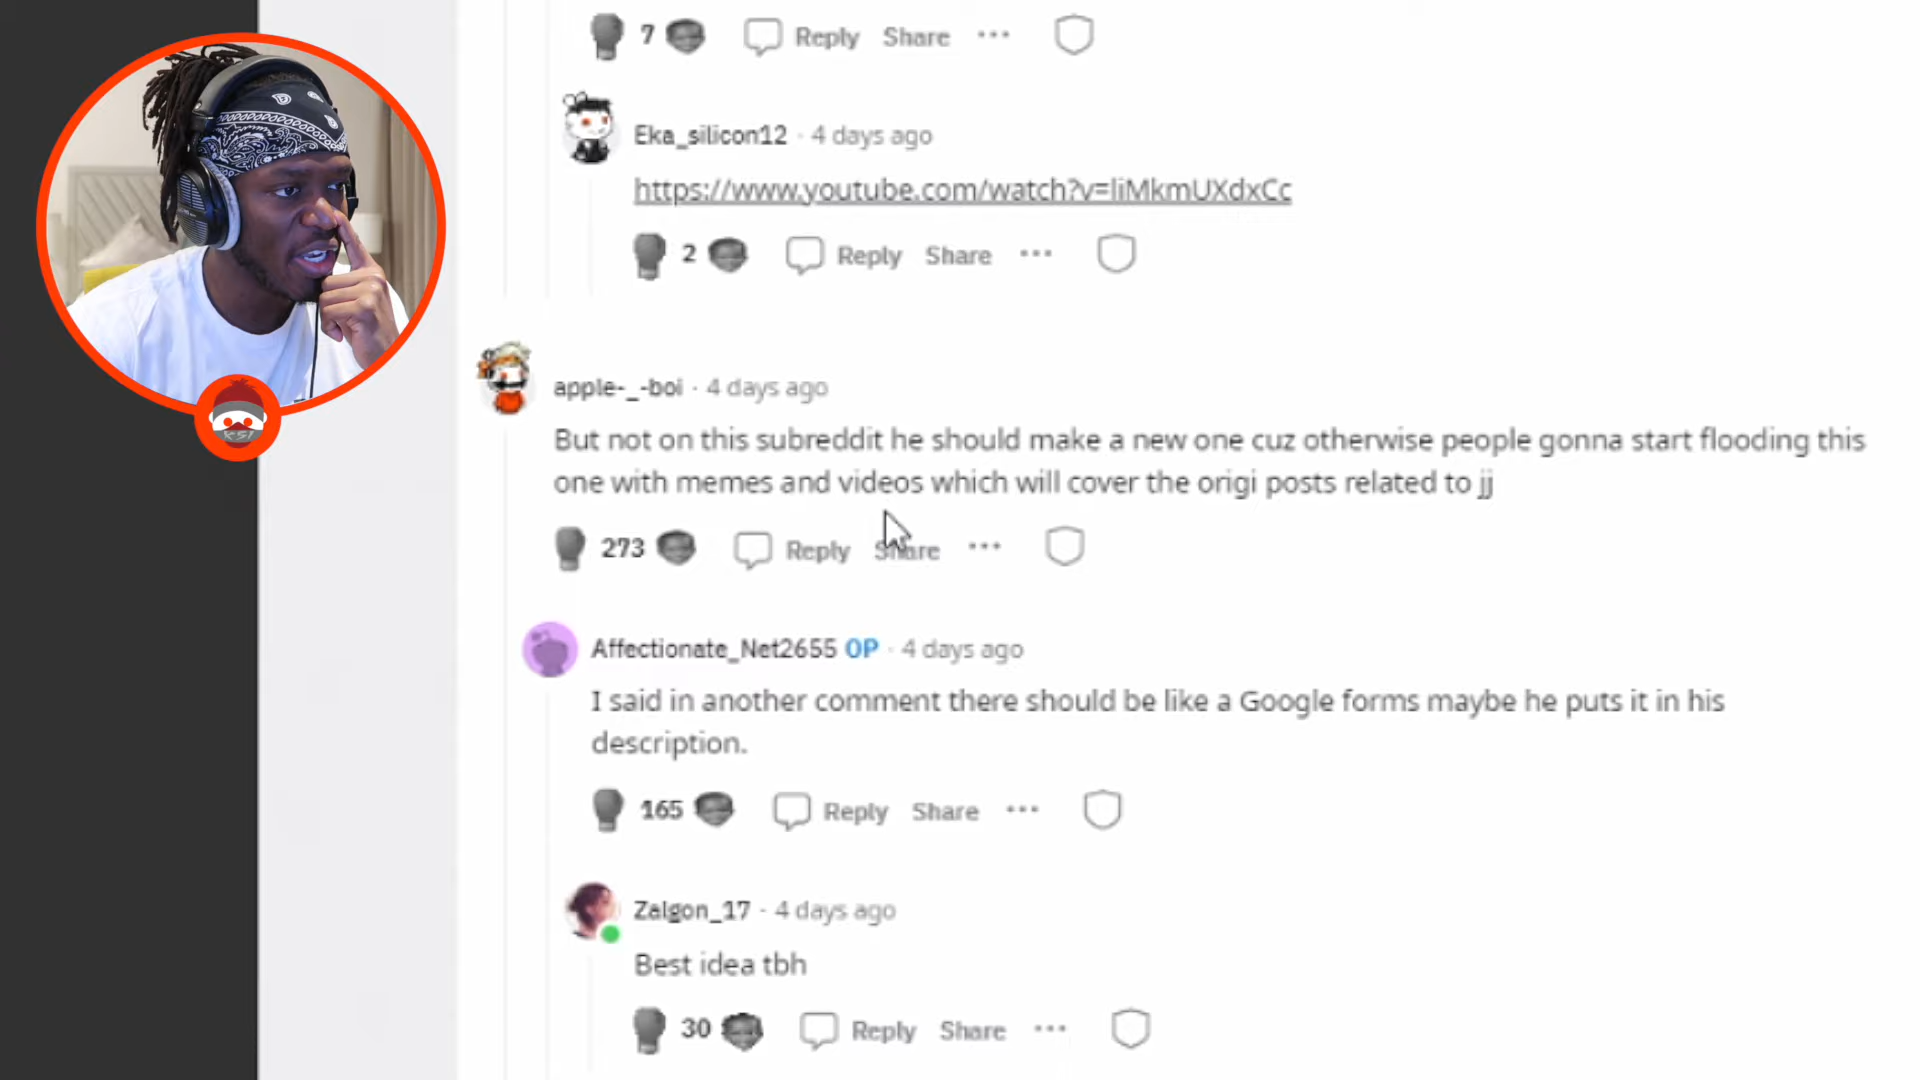 7 Reply Share
Eka_silicon12 · 4 days ago
https://www.youtube.com/watch?v=liMkmUXdxCc
2 Reply Share
apple-_-boi · 4 days ago
But not on this subreddit he should make a new one cuz otherwise people gonna start flooding this
one with memes and videos which will cover the origi posts related to jj
273 Reply Share
KSI
Affectionate_Net2655 OP · 4 days ago
I said in another comment there should be like a Google forms maybe he puts it in his
description.
165 Reply Share
Zalgon_17 · 4 days ago
Best idea tbh
30 Reply Share